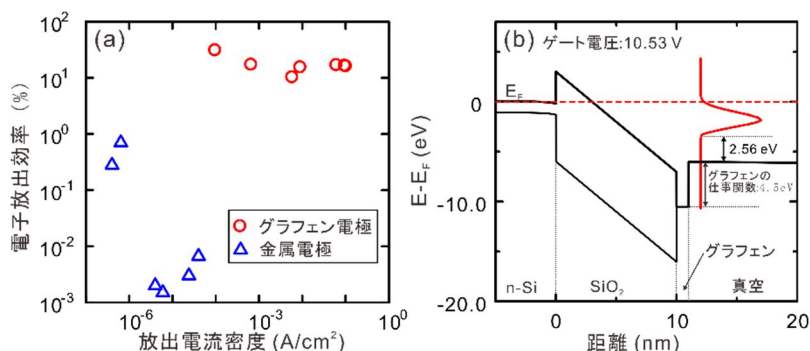 (a)
電子放出効率 (%)
10²
10¹
10⁰
10⁻¹
10⁻²
10⁻³
グラフェン電極
金属電極
10⁻⁶
10⁻³
10⁰
放出電流密度 (A/cm²)
(b)
ゲート電圧:10.53 V
E-E_F (eV)
E_F
0
-10.0
-20.0
2.56 eV
グラフェンの
仕事関数:4.5eV
グラフェン
n-Si
SiO₂
真空
0
10
20
距離 (nm)